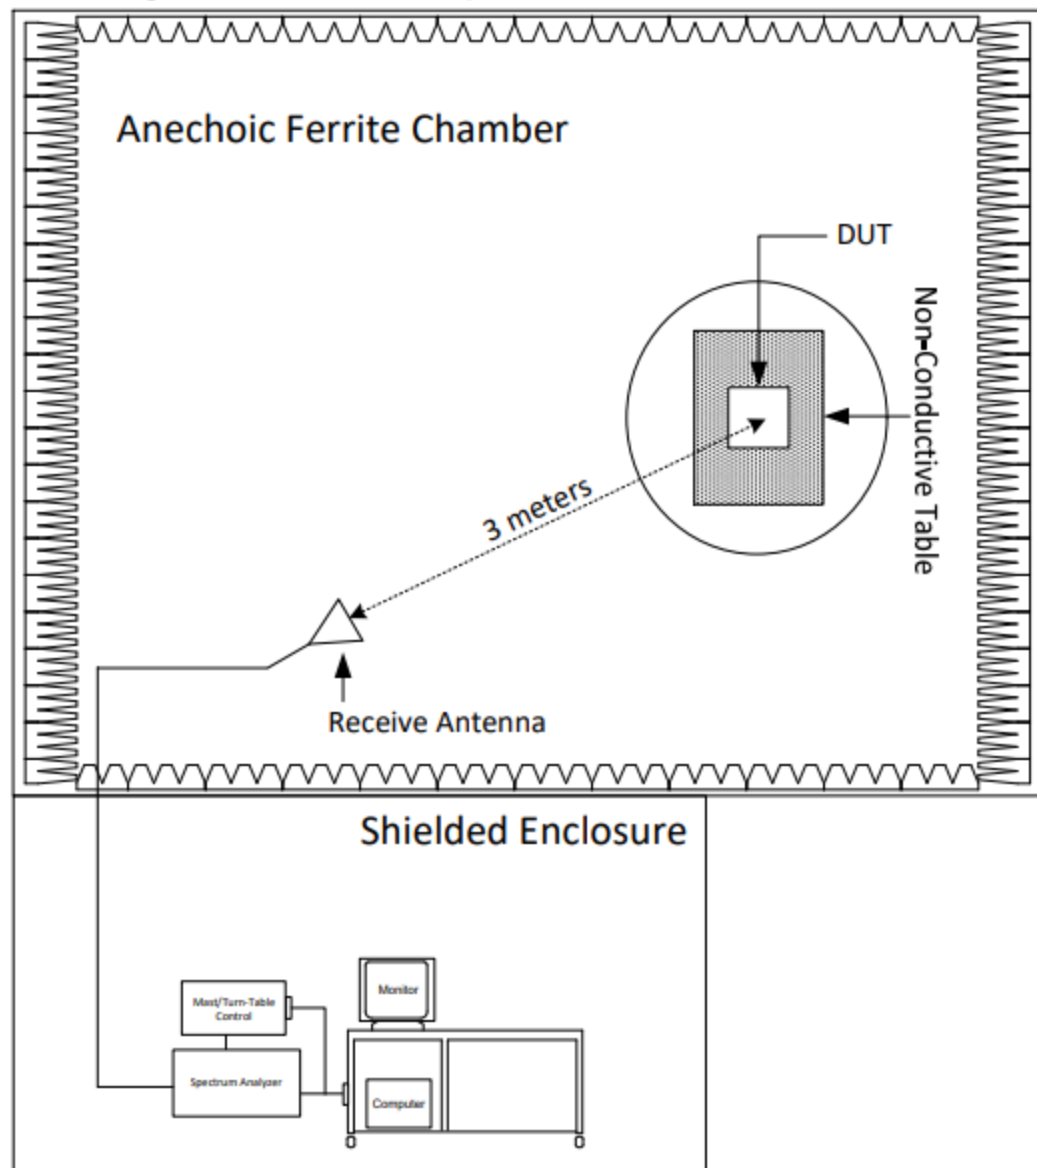 Anechoic Ferrite Chamber
DUT
Non-Conductive Table
3 meters
Receive Antenna
Shielded Enclosure
Monitor
Mast/Turn-Table
Control
Spectrum Analyzer
Computer